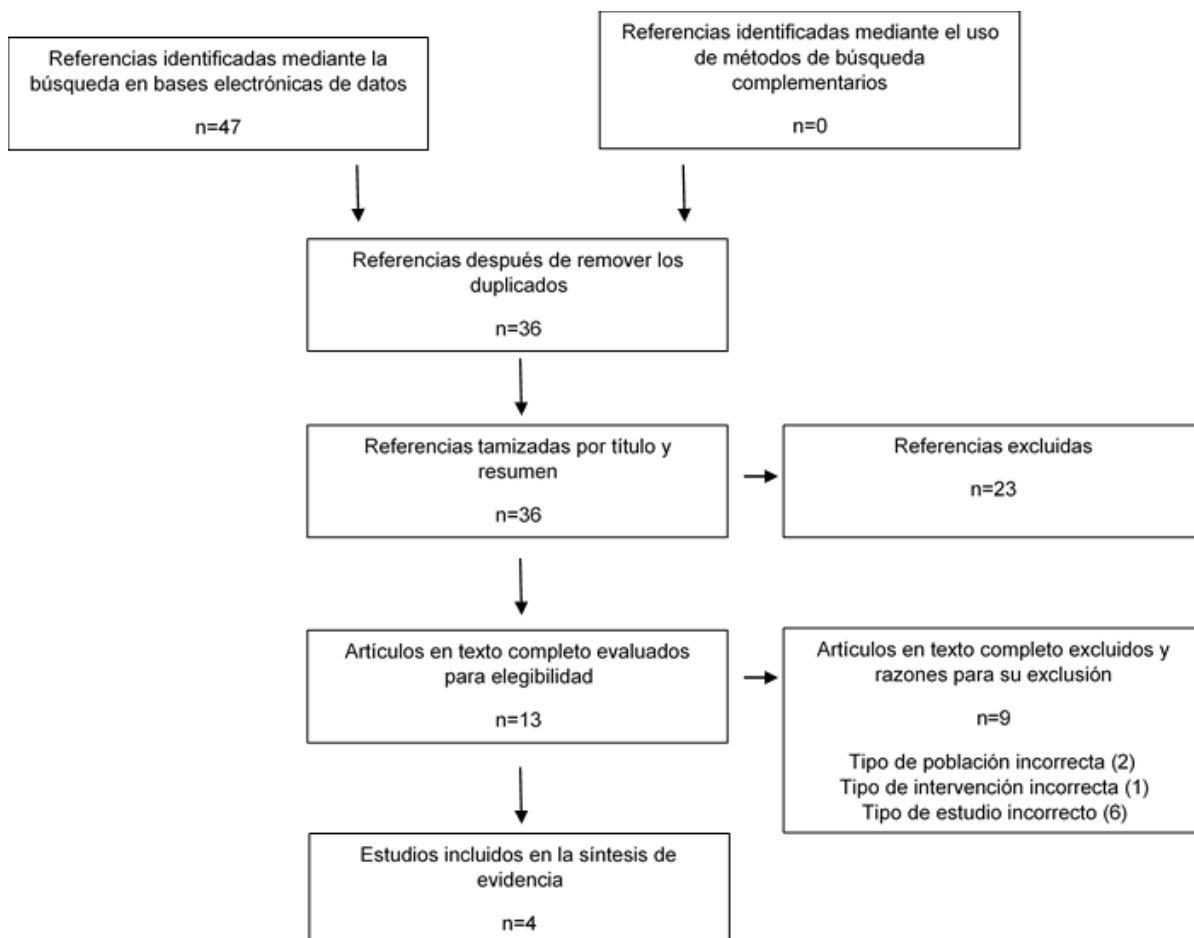 Referencias identificadas mediante la
búsqueda en bases electrónicas de datos
n=47
Referencias identificadas mediante el uso
de métodos de búsqueda
complementarios
n=0
Referencias después de remover los
duplicados
n=36
Referencias tamizadas por título y
resumen
n=36
Referencias excluidas
n=23
Artículos en texto completo evaluados
para elegibilidad
n=13
Artículos en texto completo excluidos y
razones para su exclusión
n=9
Tipo de población incorrecta (2)
Tipo de intervención incorrecta (1)
Tipo de estudio incorrecto (6)
Estudios incluidos en la síntesis de
evidencia
n=4